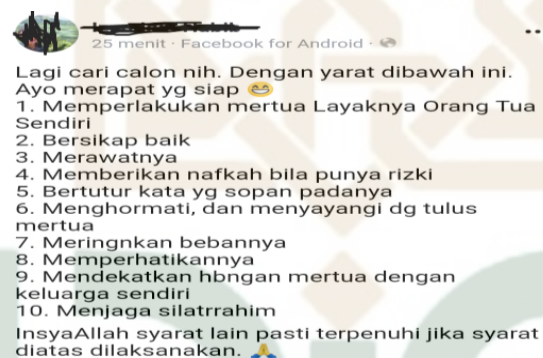 25 menit · Facebook for Android ·
Lagi cari calon nih. Dengan yarat dibawah ini.
Ayo merapat yg siap 😁
1. Memperlakukan mertua Layaknya Orang Tua
Sendiri
2. Bersikap baik
3. Merawatnya
4. Memberikan nafkah bila punya rizki
5. Bertutur kata yg sopan padanya
6. Menghormati, dan menyayangi dg tulus
mertua
7. Meringnkan bebannya
8. Memperhatikannya
9. Mendekatkan hbngan mertua dengan
keluarga sendiri
10. Menjaga silatrrahim
InsyaAllah syarat lain pasti terpenuhi jika syarat
diatas dilaksanakan. 🙏